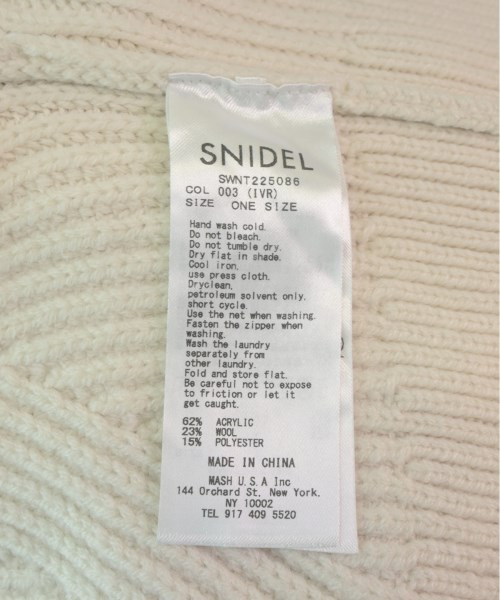 SNIDEL
SWNT225086
COL 003 (IVR)
SIZE ONE SIZE
Hand wash cold.
Do not bleach.
Do not tumble dry.
Dry flat in shade.
Cool iron.
use press cloth.
Dryclean.
petroleum solvent only.
short cycle.
Use the net when washing.
Fasten the zipper when
washing.
Wash the laundry
separately from
other laundry.
Fold and store flat.
Be careful not to expose
to friction or let it
get caught.
62% ACRYLIC
23% WOOL
15% POLYESTER
MADE IN CHINA
MASH U.S.A Inc
144 Orchard St, New York.
NY 10002
TEL 917 409 5520